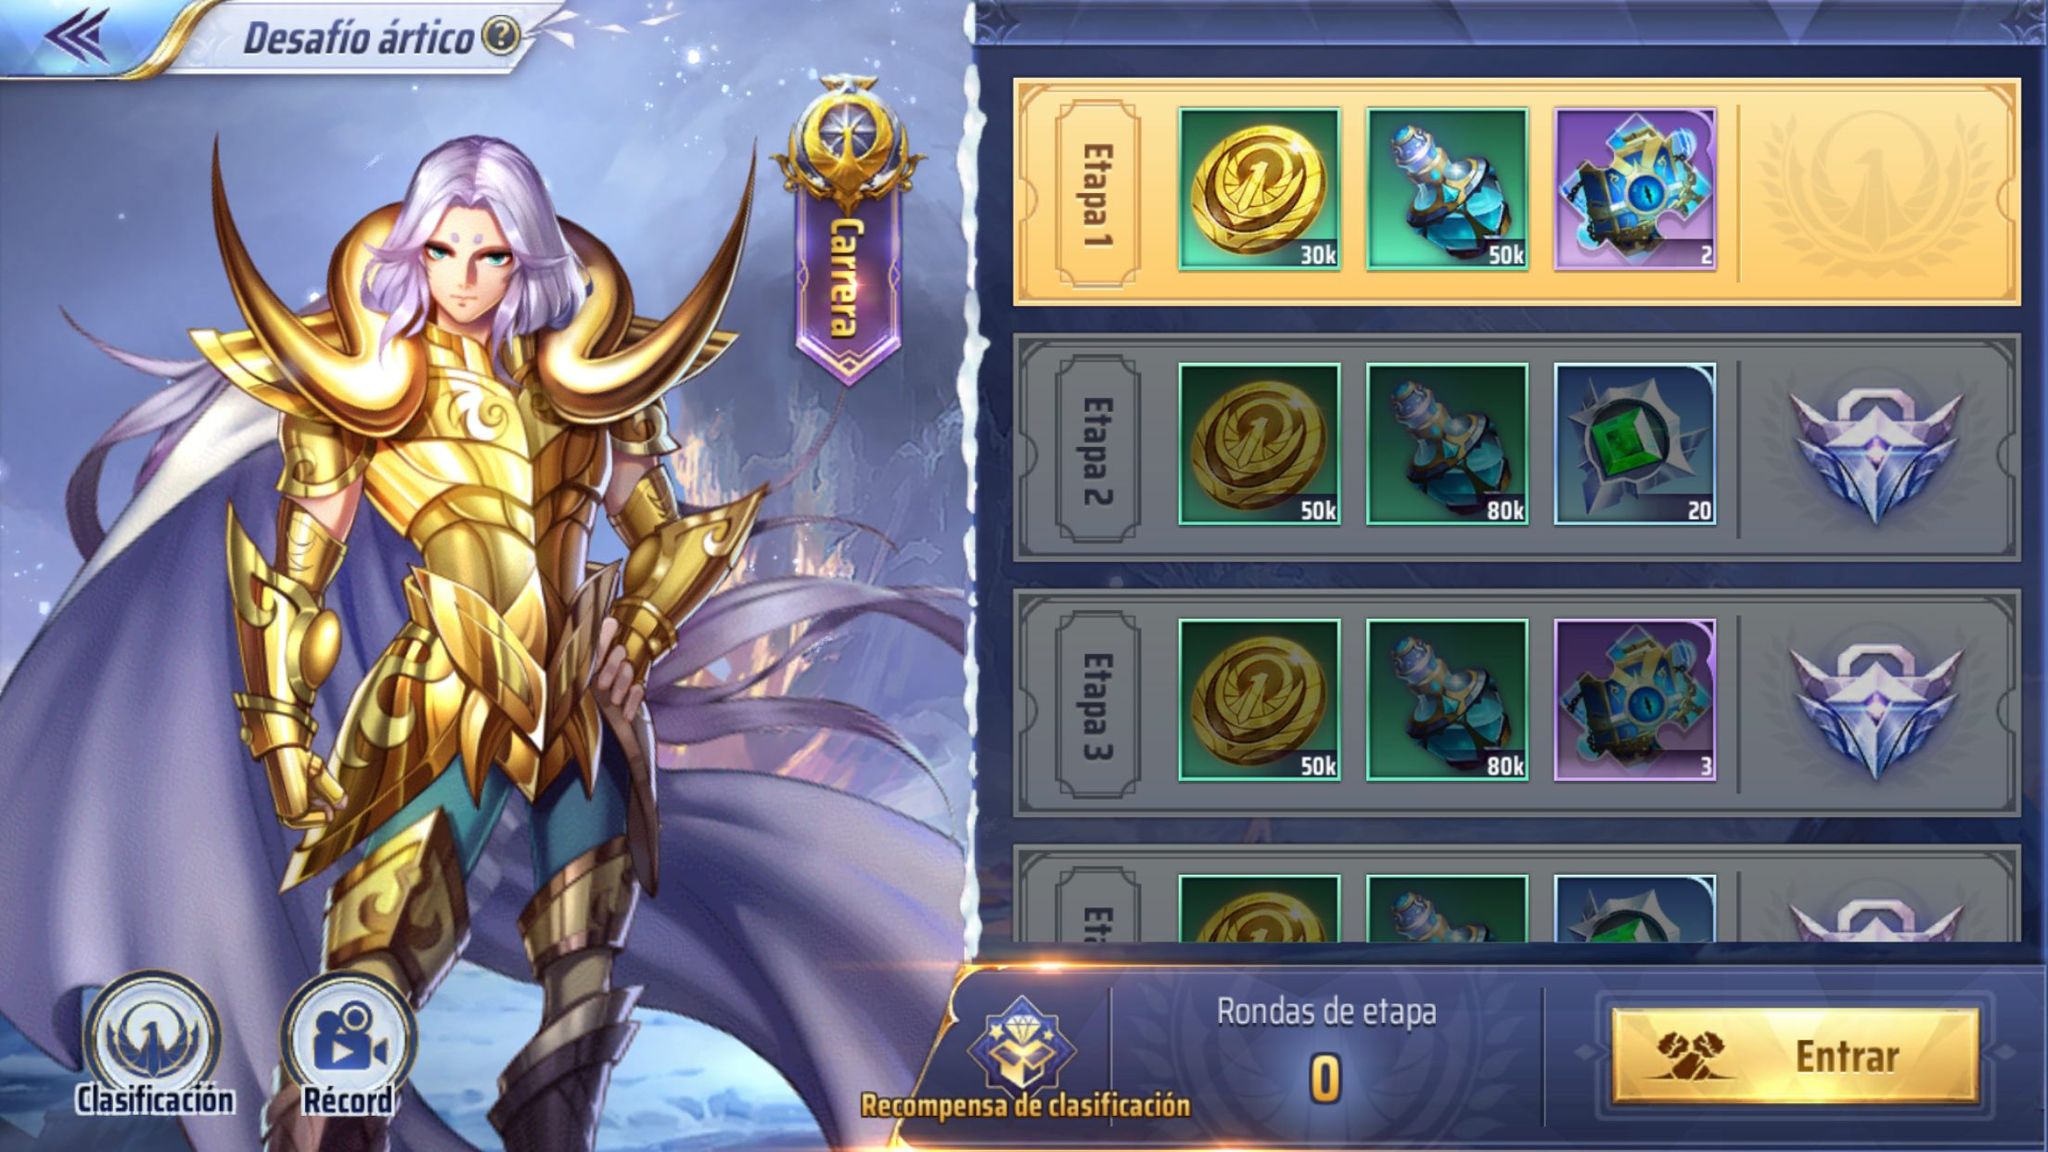 Desafío ártico ?
Carrera
Etapa 1
30k
50k
2
Etapa 2
50k
80k
20
Etapa 3
50k
80k
3
Clasificación
Récord
Recompensa de clasificación
Rondas de etapa
0
Entrar